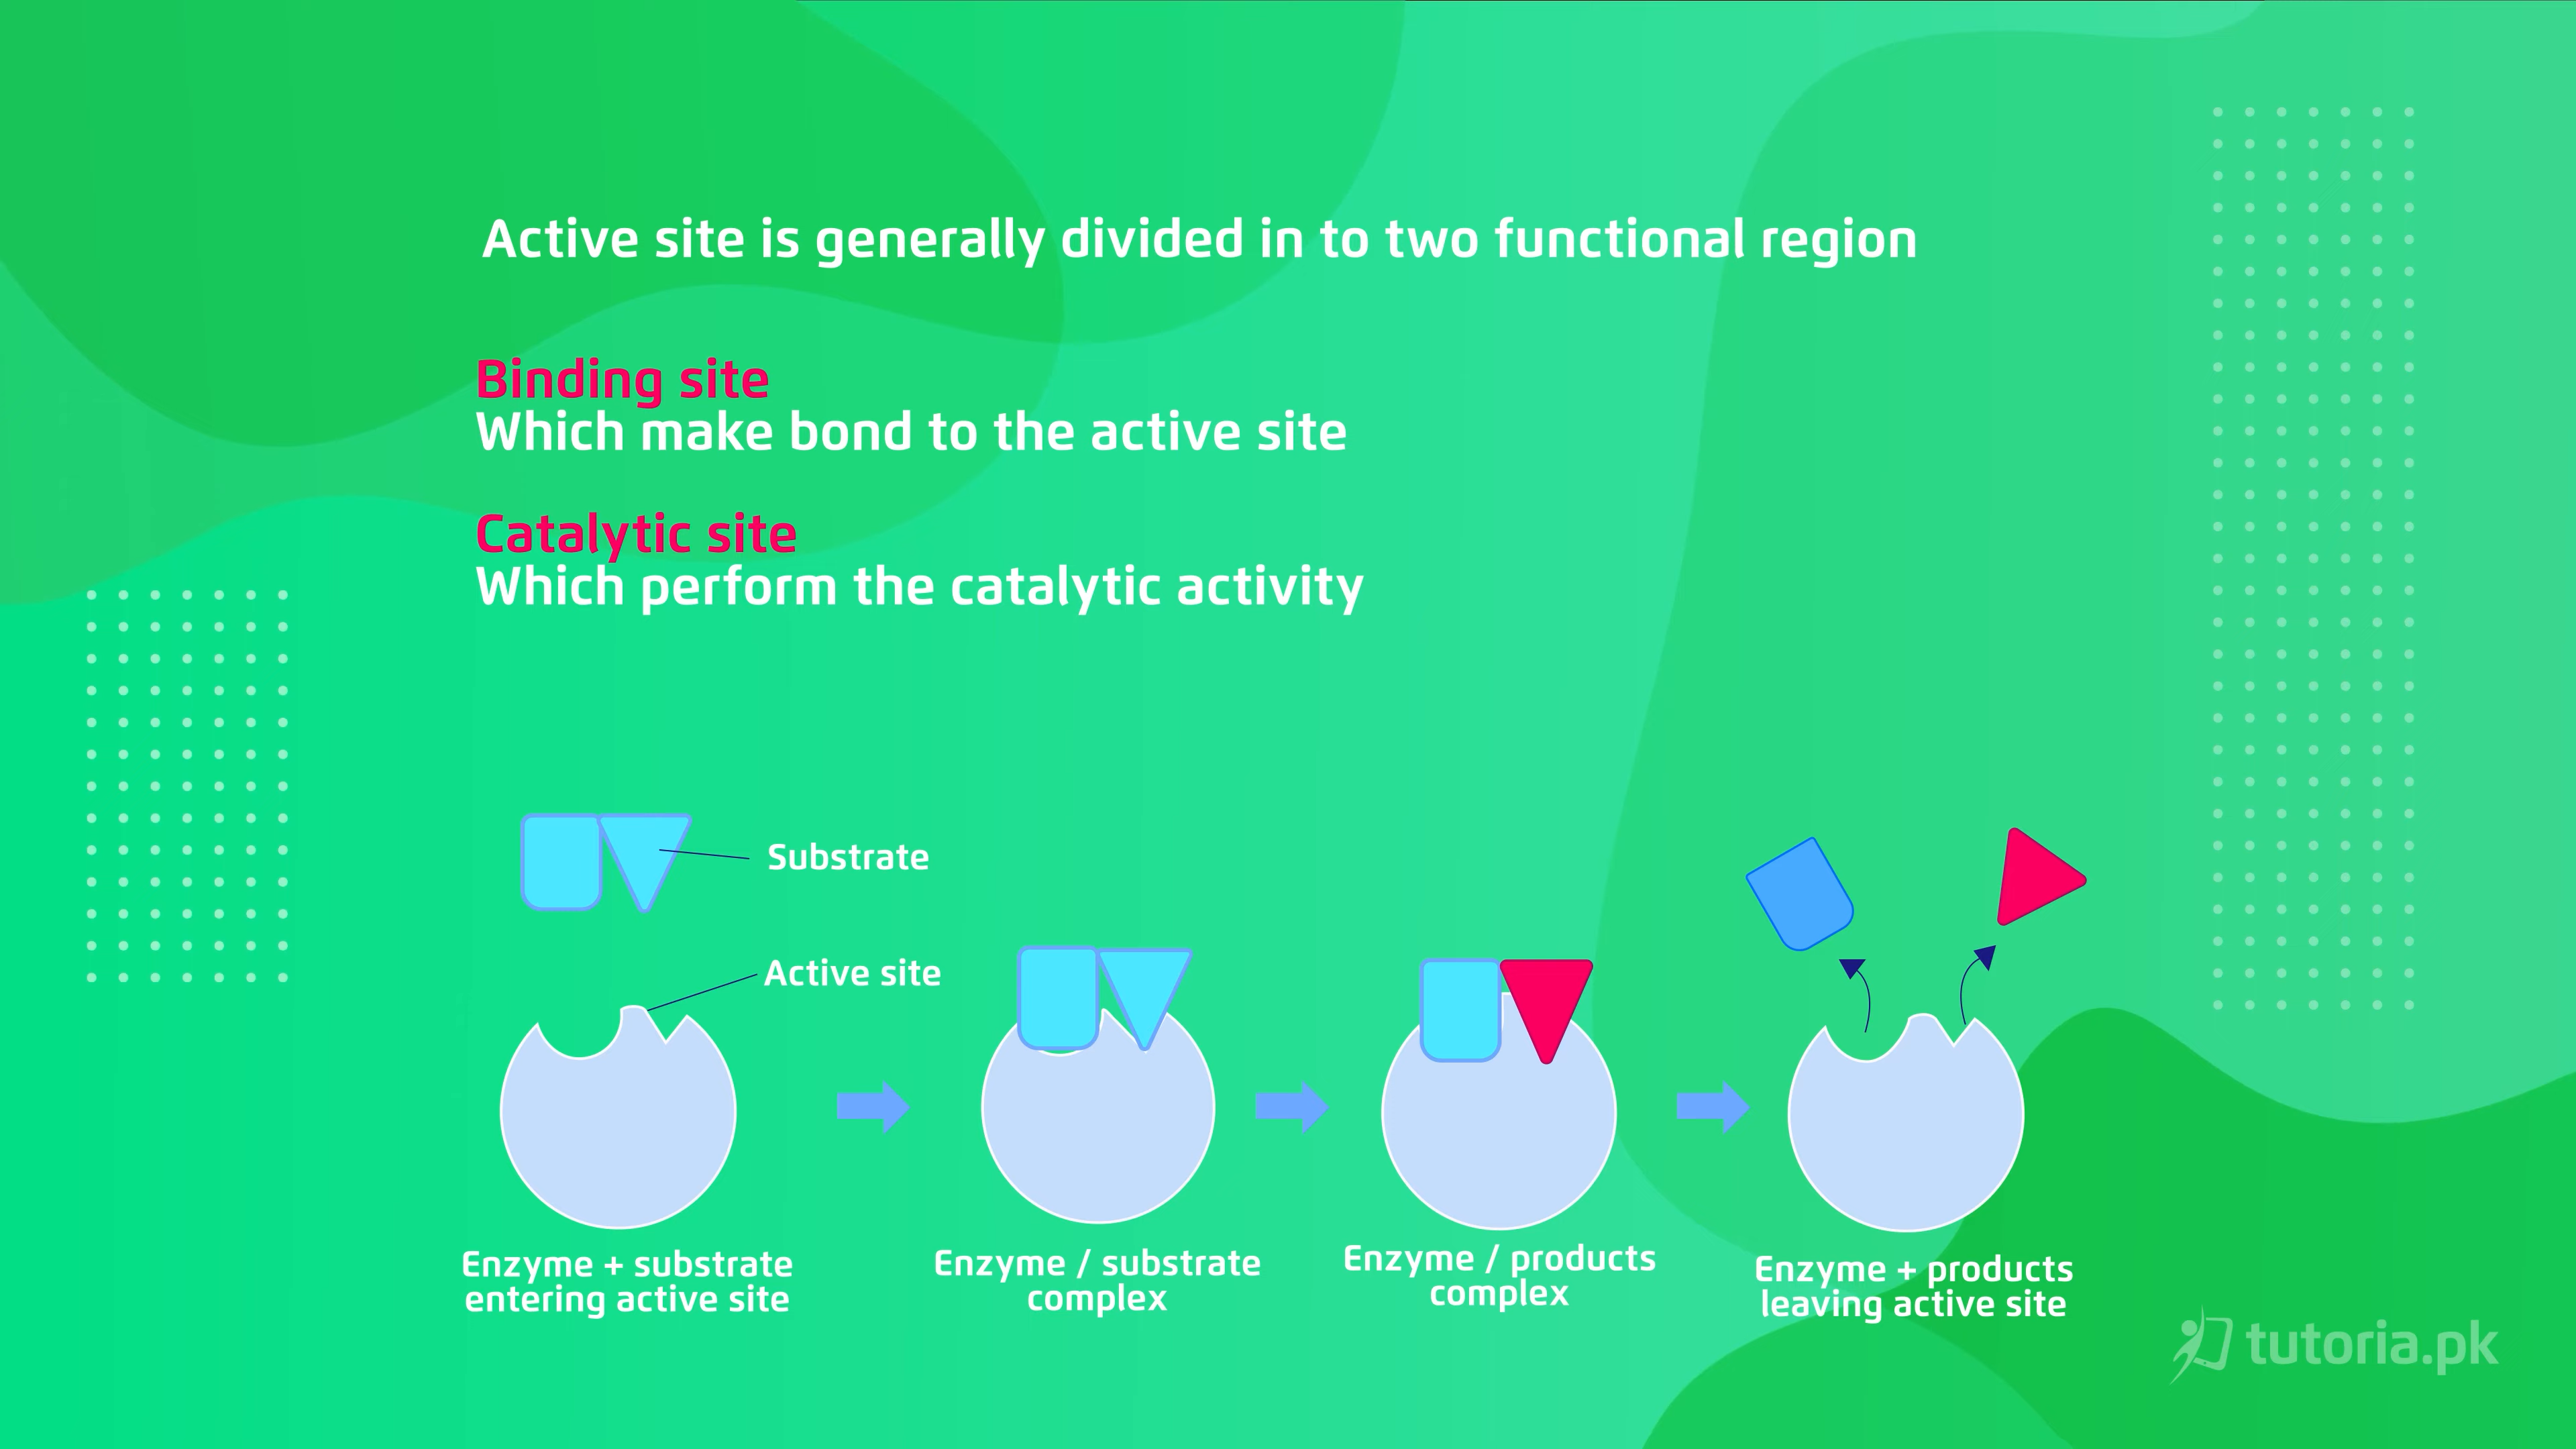 Active site is generally divided in to two functional region
Binding site
Which make bond to the active site
Catalytic site
Which perform the catalytic activity
Substrate
Active site
Enzyme + substrate
entering active site
Enzyme / substrate
complex
Enzyme / products
complex
Enzyme + products
leaving active site
tutoria.pk